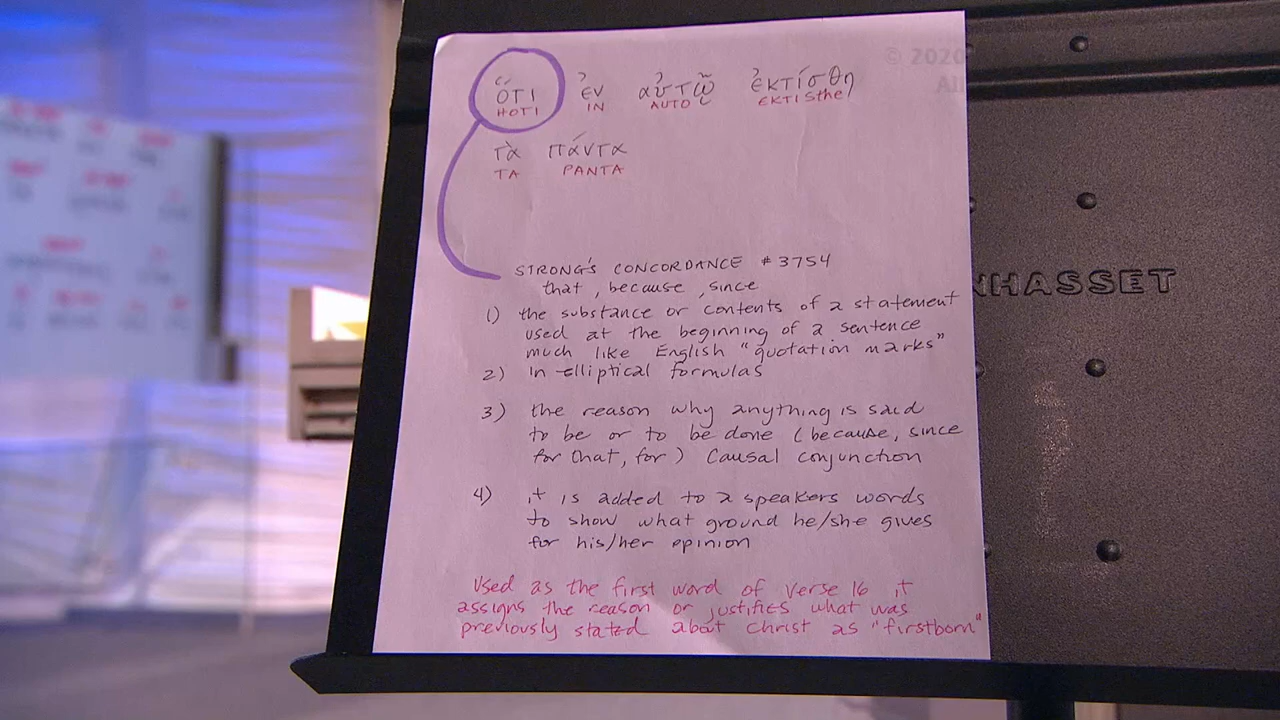 © 2020
ὅΤΙ ἐν αὐτῷ ἐκτίσθη
HOTI IN AUTO EKTISthe
τὰ πάντα
TA PANTA
STRONG'S CONCORDANCE #3754
that, because, since
1) the substance or contents of a statement
used at the beginning of a sentence
much like English "quotation marks"
2) in elliptical formulas
3) the reason why anything is said
to be or to be done (because, since
for that, for) Causal conjunction
4) it is added to a speakers words
to show what ground he/she gives
for his/her opinion
Used as the first word of verse 16 it
assigns the reason or justifies what was
previously stated about Christ as "firstborn"
NHASSET